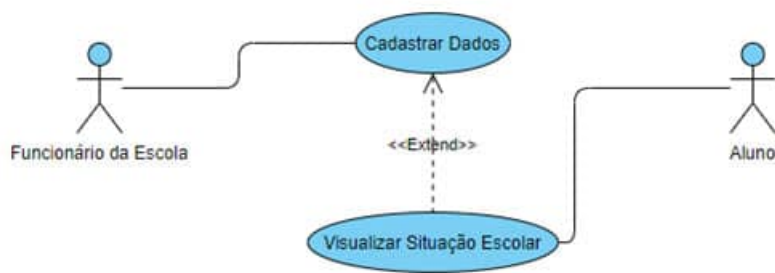 Cadastrar Dados
Funcionário da Escola
<<Extend>>
Aluno
Visualizar Situação Escolar